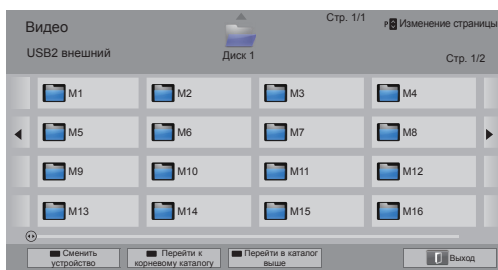 Видео
Стр. 1/1
P Изменение страницы
USB2 внешний
Диск 1
Стр. 1/2
M1
M2
M3
M4
M5
M6
M7
M8
M9
M10
M11
M12
M13
M14
M15
M16
Сменить
устройство
Перейти к
корневому каталогу
Перейти в каталог
выше
Выход